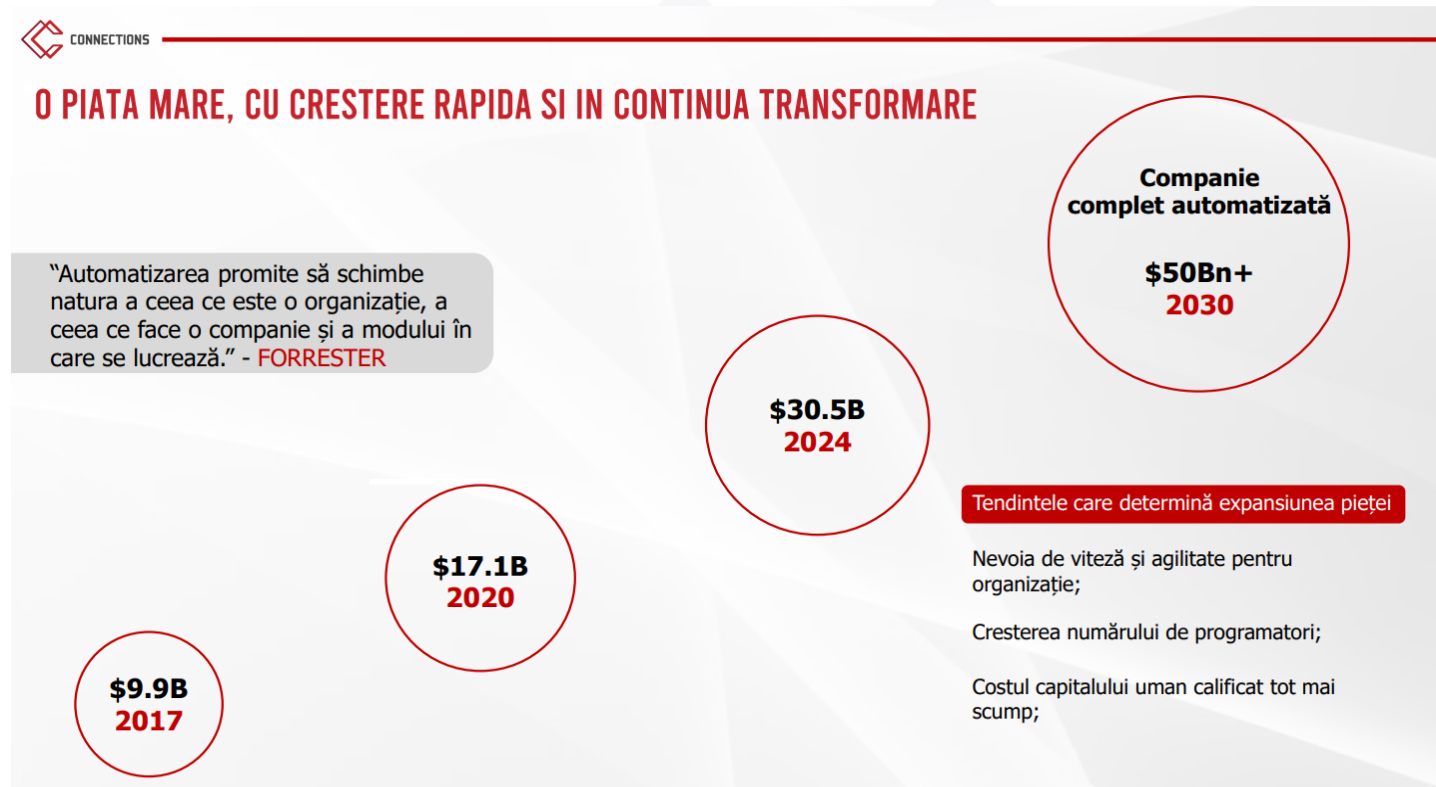 CONNECTIONS
O PIATA MARE, CU CRESTERE RAPIDA SI IN CONTINUA TRANSFORMARE
Companie
complet automatizată
$50Bn+
2030
“Automatizarea promite să schimbe
natura a ceea ce este o organizație, a
ceea ce face o companie și a modului în
care se lucrează.” - FORRESTER
$30.5B
2024
$17.1B
2020
$9.9B
2017
Tendintele care determină expansiunea pieței
Nevoia de viteză și agilitate pentru
organizație;
Cresterea numărului de programatori;
Costul capitalului uman calificat tot mai
scump;